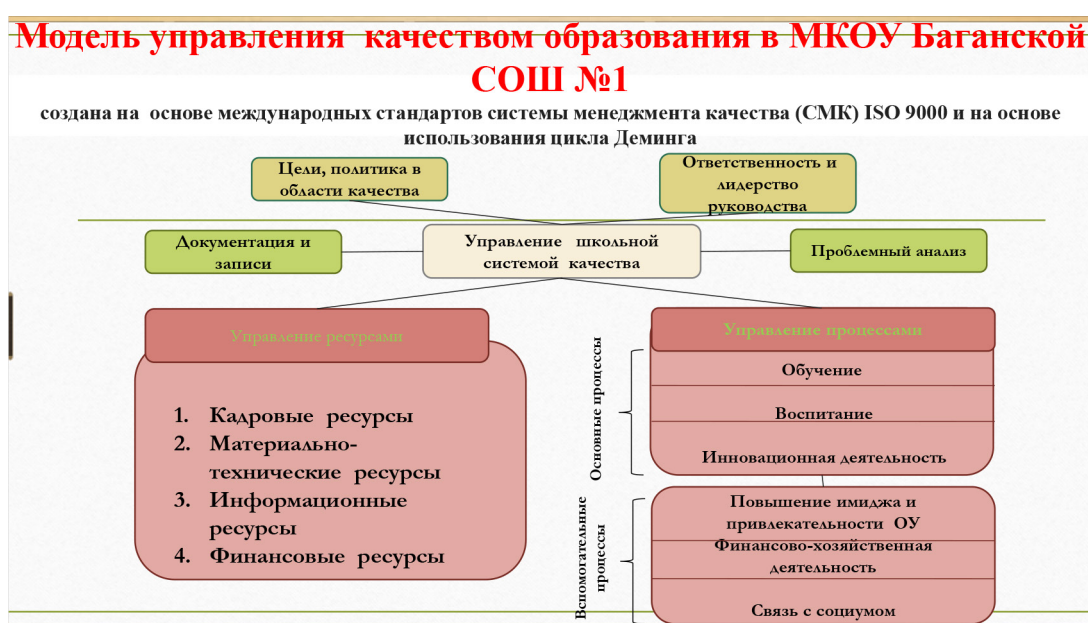 Модель управления качеством образования в МКОУ Баганской
СОШ №1
создана на основе международных стандартов системы менеджмента качества (СМК) ISO 9000 и на основе
использования цикла Деминга
Цели, политика в
области качества
Ответственность и
лидерство
руководства
Документация и
записи
Управление школьной
системой качества
Проблемный анализ
Управление ресурсами
1. Кадровые ресурсы
2. Материально-
технические ресурсы
3. Информационные
ресурсы
4. Финансовые ресурсы
Управление процессами
Основные процессы
Обучение
Воспитание
Инновационная деятельность
Вспомогательные
процессы
Повышение имиджа и
привлекательности ОУ
Финансово-хозяйственная
деятельность
Связь с социумом